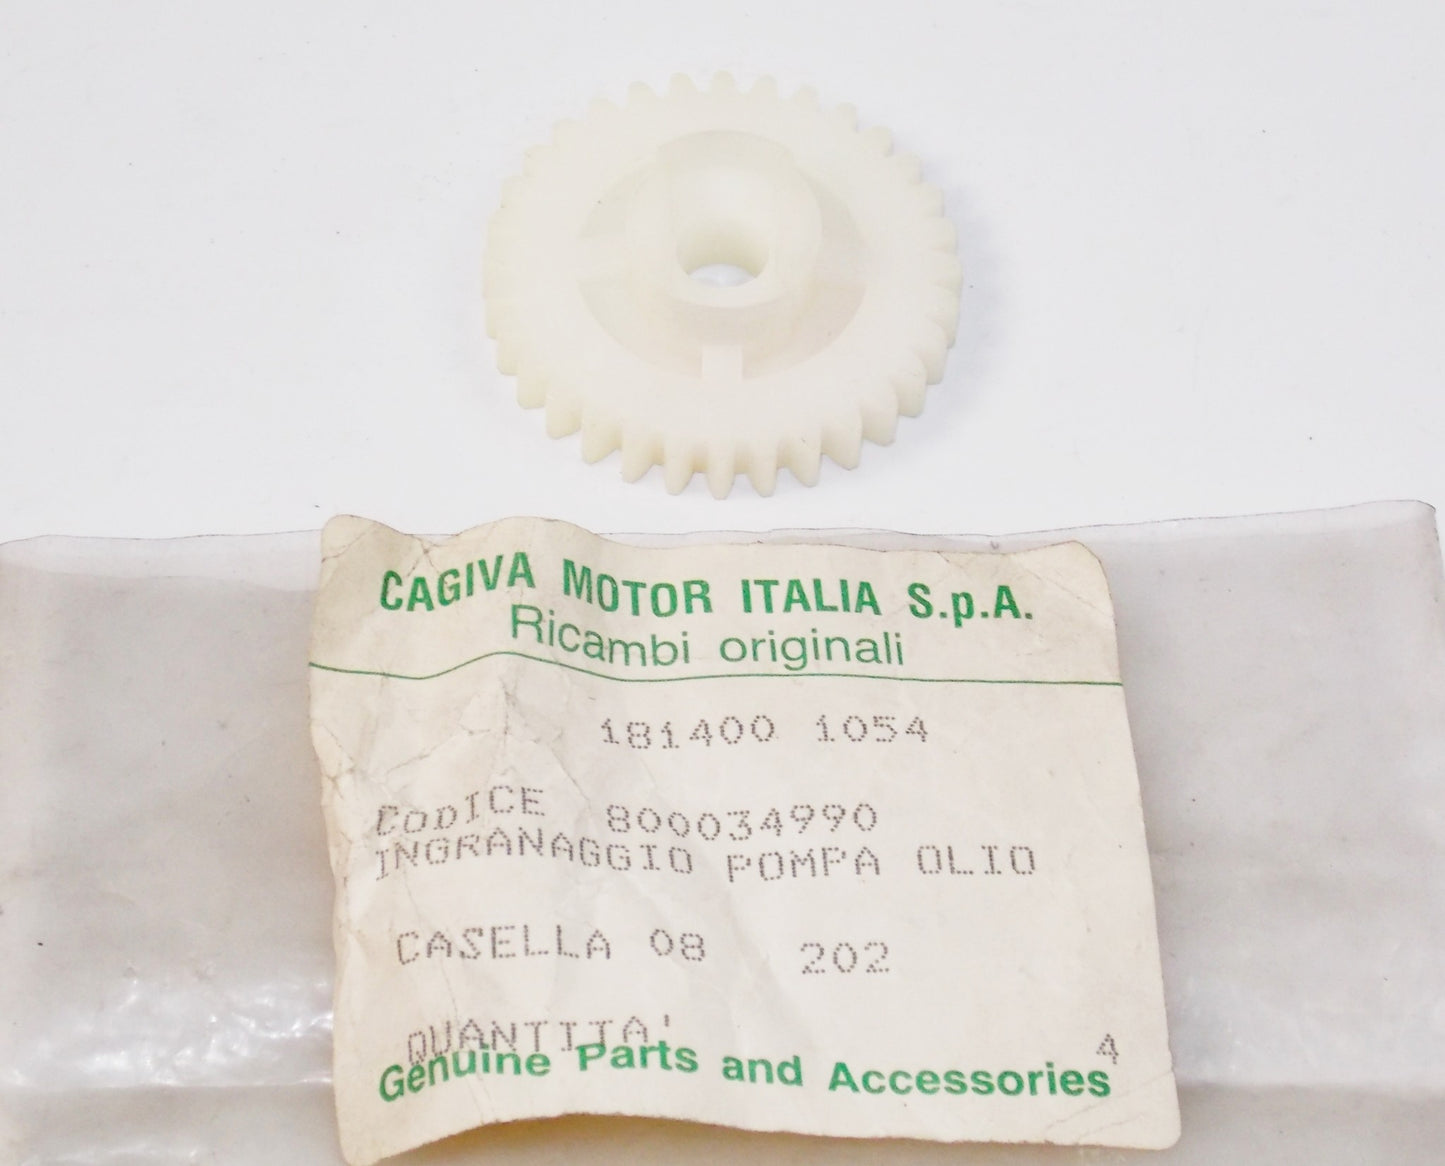 CAGIVA MOTOR ITALIA S.p.A.
Ricambi originali
181400 1054
CODICE 800034990
INGRANAGGIO POMPA OLIO
CASELLA 08 202
QUANTITA' 4
Genuine Parts and Accessories